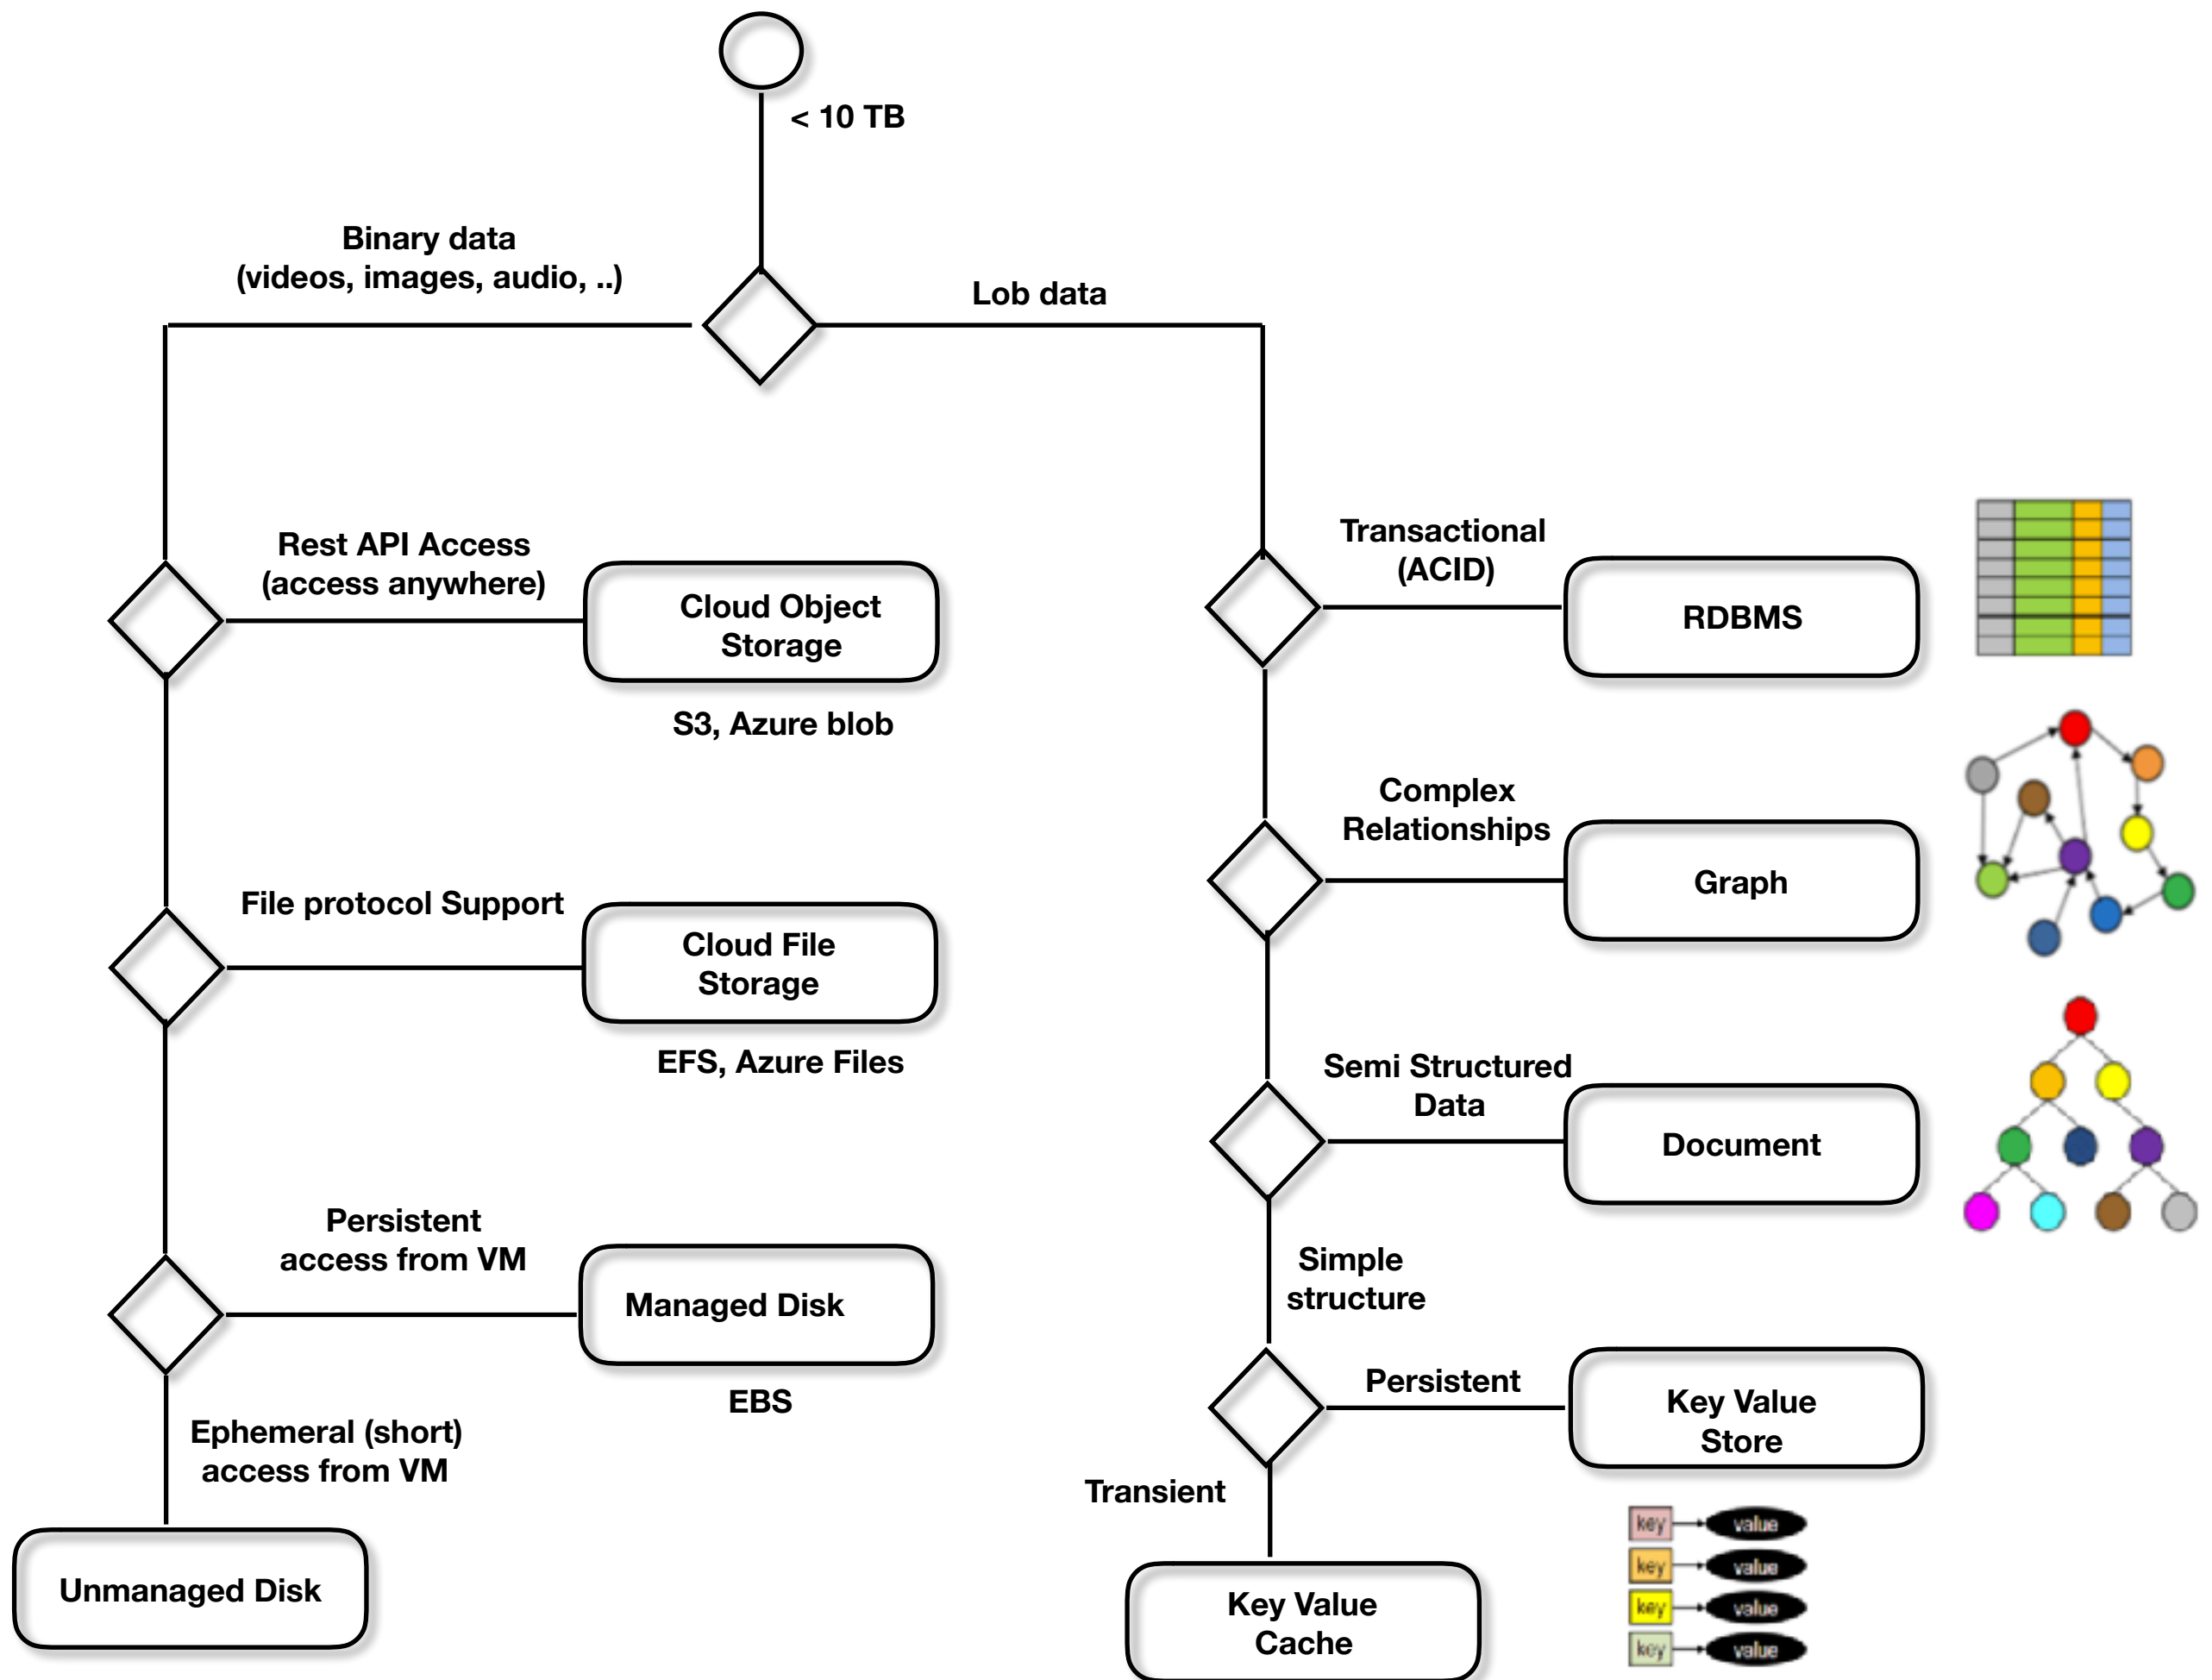 < 10 TB
Binary data
(videos, images, audio, ..)
Lob data
Rest API Access
(access anywhere)
Cloud Object
Storage
S3, Azure blob
File protocol Support
Cloud File
Storage
EFS, Azure Files
Persistent
access from VM
Managed Disk
EBS
Ephemeral (short)
access from VM
Unmanaged Disk
Transactional
(ACID)
RDBMS
Complex
Relationships
Graph
Semi Structured
Data
Document
Simple
structure
Persistent
Key Value
Store
Transient
Key Value
Cache
key value
key value
key value
key value